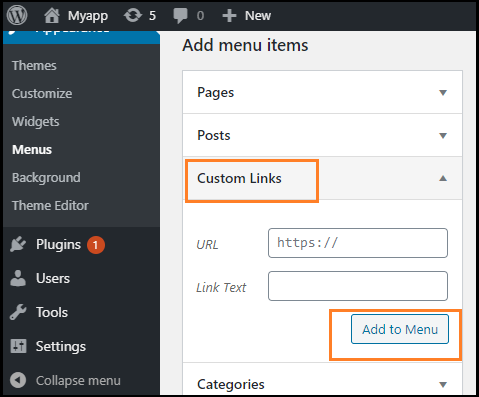 Myapp 5 0 + New
Appearance
Themes
Customize
Widgets
Menus
Background
Theme Editor
Plugins 1
Users
Tools
Settings
Collapse menu
Add menu items
Pages
Posts
Custom Links
URL https://
Link Text
Add to Menu
Categories